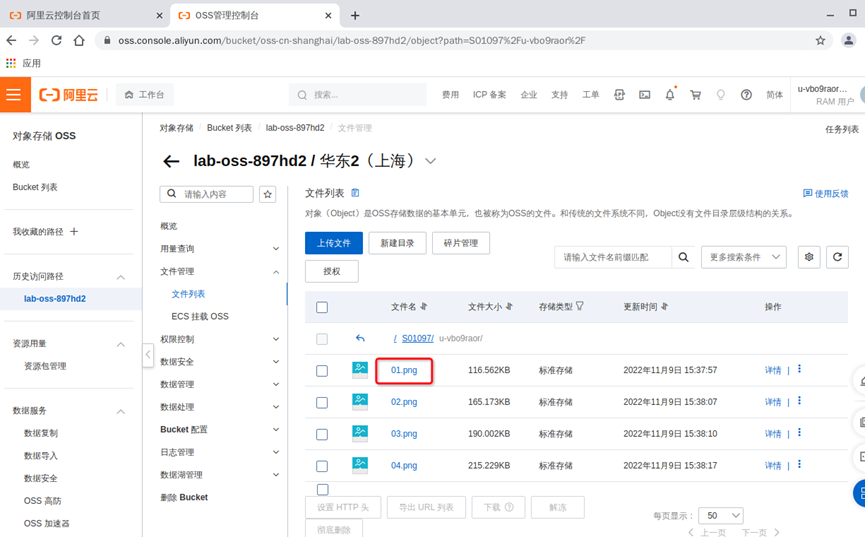 阿里云控制台首页
OSS管理控制台
oss.console.aliyun.com/bucket/oss-cn-shanghai/lab-oss-897hd2/object?path=S01097%2Fu-vbo9raor%2F
应用
阿里云
工作台
搜索...
费用
ICP 备案
企业
支持
工单
简体
u-vbo9raor...
RAM 用户
对象存储 OSS
概览
Bucket 列表
我收藏的路径
历史访问路径
lab-oss-897hd2
资源用量
资源包管理
数据服务
数据复制
数据导入
数据安全
OSS 高防
OSS 加速器
对象存储 / Bucket 列表 / lab-oss-897hd2 / 文件管理
任务列表
lab-oss-897hd2 / 华东2（上海）
请输入内容
概览
用量查询
文件管理
文件列表
ECS 挂载 OSS
权限控制
数据安全
数据管理
数据处理
Bucket 配置
日志管理
数据湖管理
删除 Bucket
文件列表
使用反馈
对象（Object）是OSS存储数据的基本单元，也被称为OSS的文件。和传统的文件系统不同，Object没有文件目录层级结构的关系。
上传文件
新建目录
碎片管理
授权
请输入文件名前缀匹配
更多搜索条件
文件名 文件大小 存储类型 更新时间 操作
/ S01097/ u-vbo9raor/
01.png 116.562KB 标准存储 2022年11月9日 15:37:57 详情 |
02.png 165.173KB 标准存储 2022年11月9日 15:38:07 详情 |
03.png 190.002KB 标准存储 2022年11月9日 15:38:10 详情 |
04.png 215.229KB 标准存储 2022年11月9日 15:38:17 详情 |
设置 HTTP 头
导出 URL 列表
下载
解冻
彻底删除
每页显示： 50
上一页 下一页